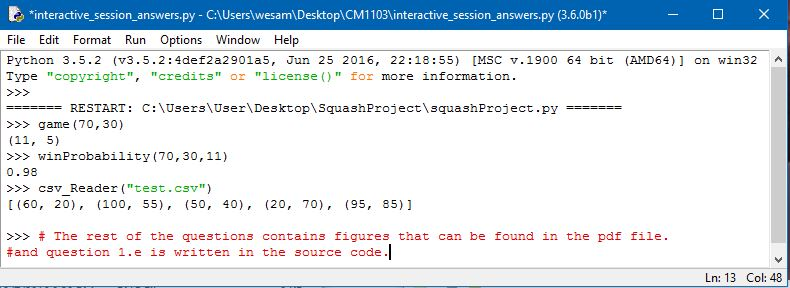 *interactive_session_answers.py - C:\Users\wesam\Desktop\CM1103\interactive_session_answers.py (3.6.0b1)*
File Edit Format Run Options Window Help
Python 3.5.2 (v3.5.2:4def2a2901a5, Jun 25 2016, 22:18:55) [MSC v.1900 64 bit (AMD64)] on win32
Type "copyright", "credits" or "license()" for more information.
>>>
======= RESTART: C:\Users\User\Desktop\SquashProject\squashProject.py =======
>>> game(70,30)
(11, 5)
>>> winProbability(70,30,11)
0.98
>>> csv_Reader("test.csv")
[(60, 20), (100, 55), (50, 40), (20, 70), (95, 85)]
>>> # The rest of the questions contains figures that can be found in the pdf file.
#and question 1.e is written in the source code.
Ln: 13 Col: 48